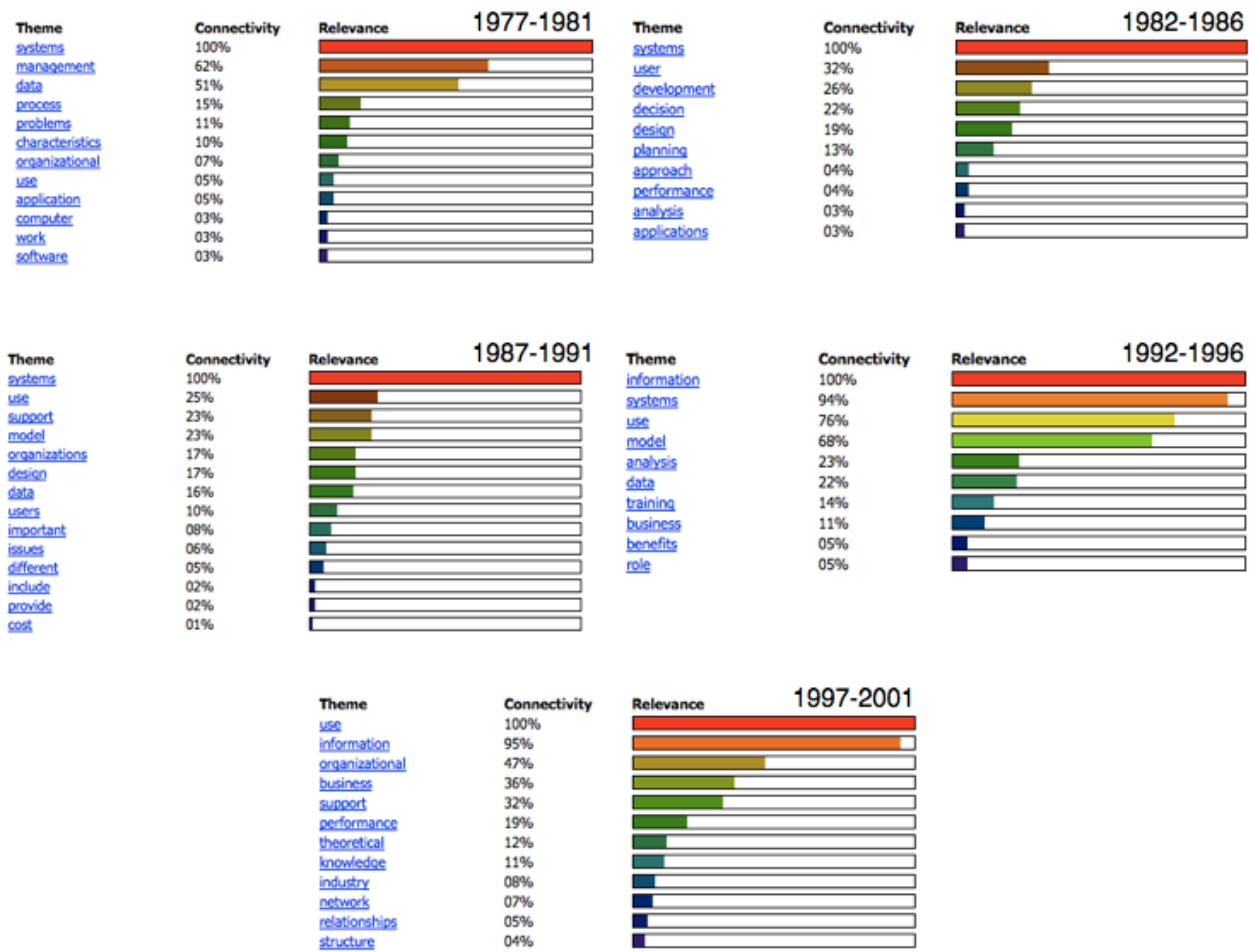 Theme Connectivity Relevance 1977-1981
systems 100%
management 62%
data 51%
process 15%
problems 11%
characteristics 10%
organizational 07%
use 05%
application 05%
computer 03%
work 03%
software 03%
Theme Connectivity Relevance 1982-1986
systems 100%
user 32%
development 26%
decision 22%
design 19%
planning 13%
approach 04%
performance 04%
analysis 03%
applications 03%
Theme Connectivity Relevance 1987-1991
systems 100%
use 25%
support 23%
model 23%
organizations 17%
design 17%
data 16%
users 10%
important 08%
issues 06%
different 05%
include 02%
provide 02%
cost 01%
Theme Connectivity Relevance 1992-1996
information 100%
systems 94%
use 76%
model 68%
analysis 23%
data 22%
training 14%
business 11%
benefits 05%
role 05%
Theme Connectivity Relevance 1997-2001
use 100%
information 95%
organizational 47%
business 36%
support 32%
performance 19%
theoretical 12%
knowledge 11%
industry 08%
network 07%
relationships 05%
structure 04%